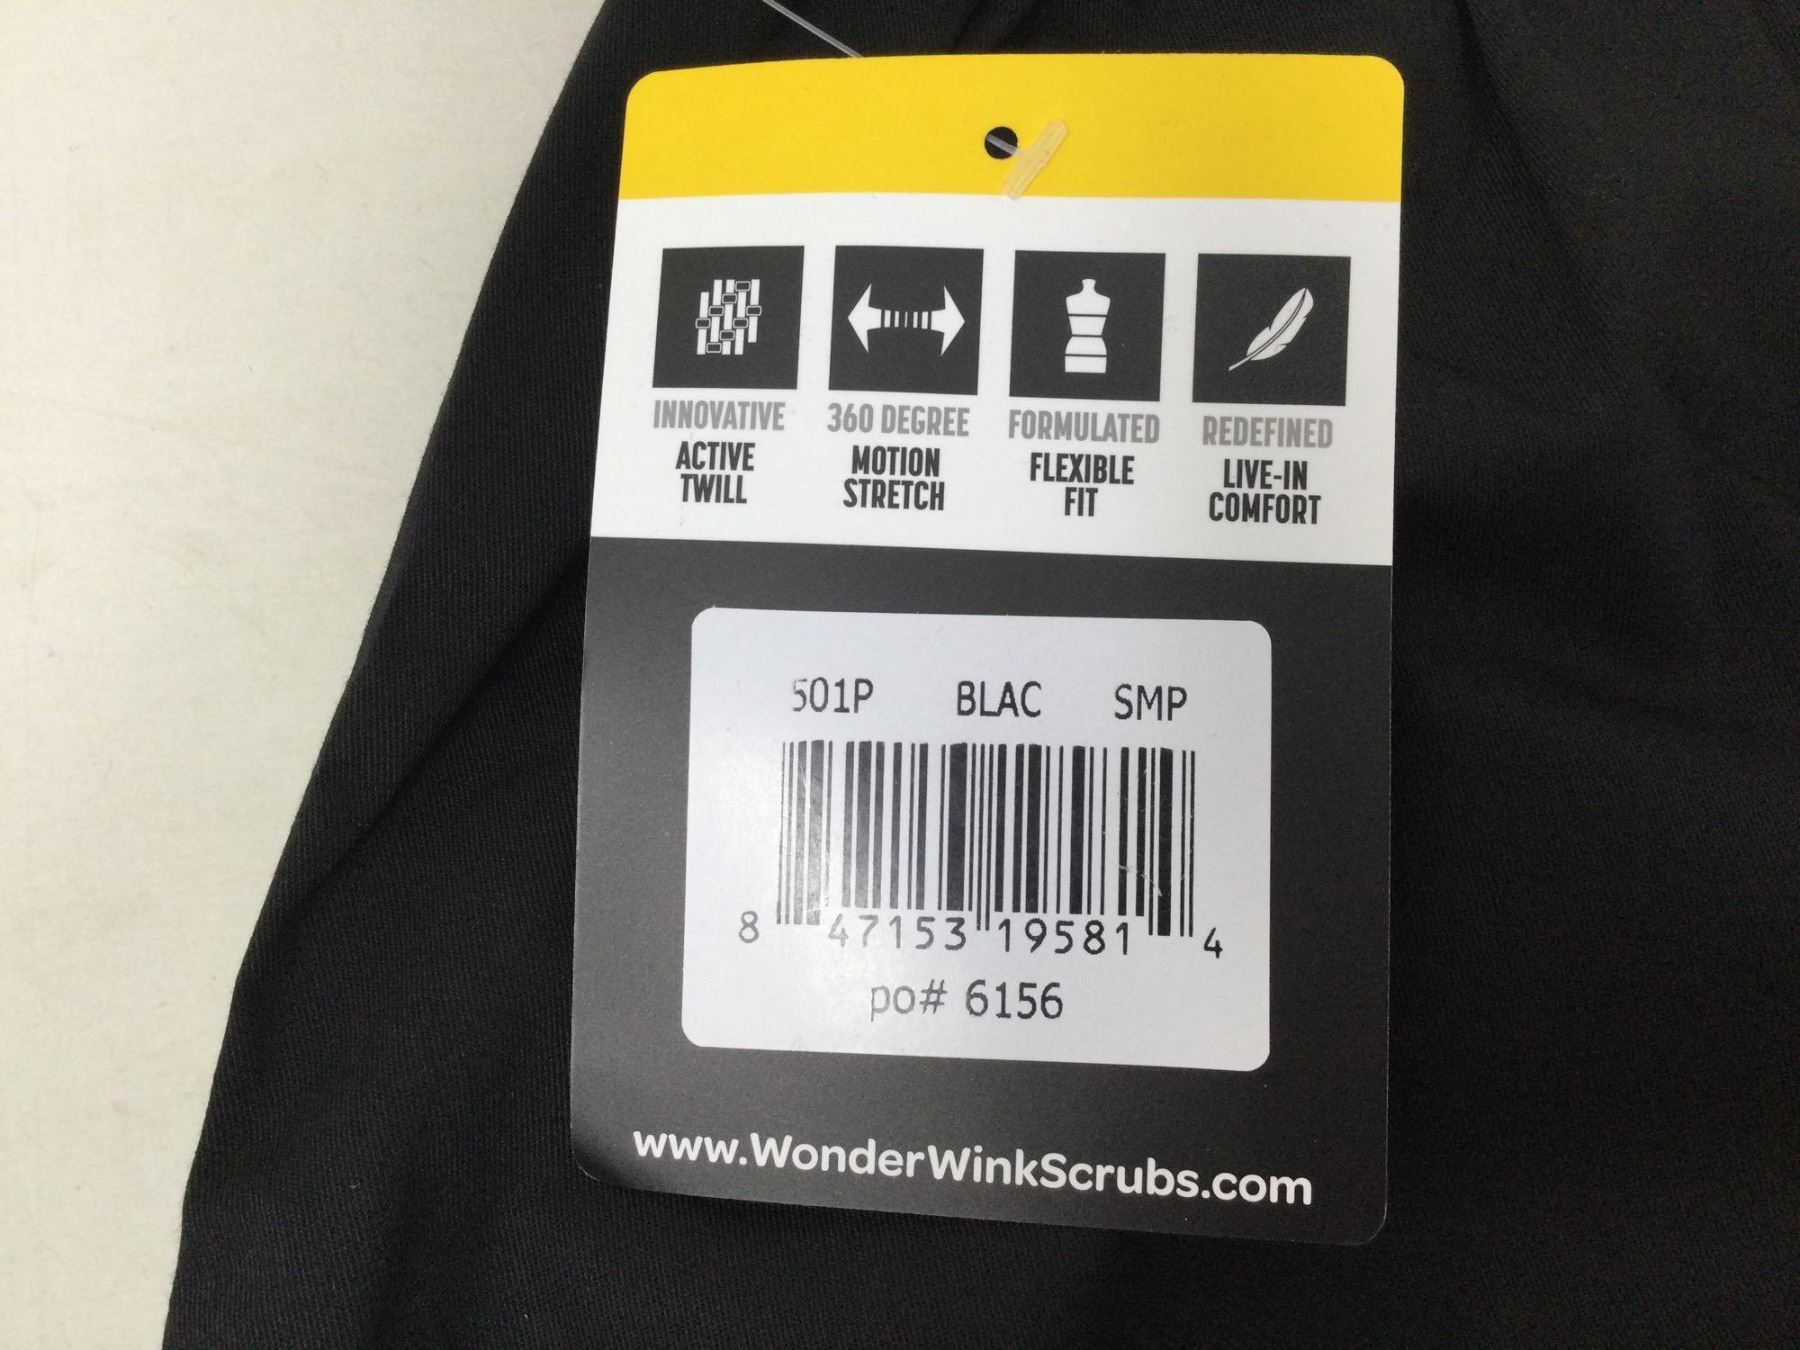 INNOVATIVE 360 DEGREE FORMULATED REDEFINED
ACTIVE MOTION FLEXIBLE LIVE-IN
TWILL STRETCH FIT COMFORT
501P BLAC SMP
8 47153 19581 4
po# 6156
www.WonderWinkScrubs.com